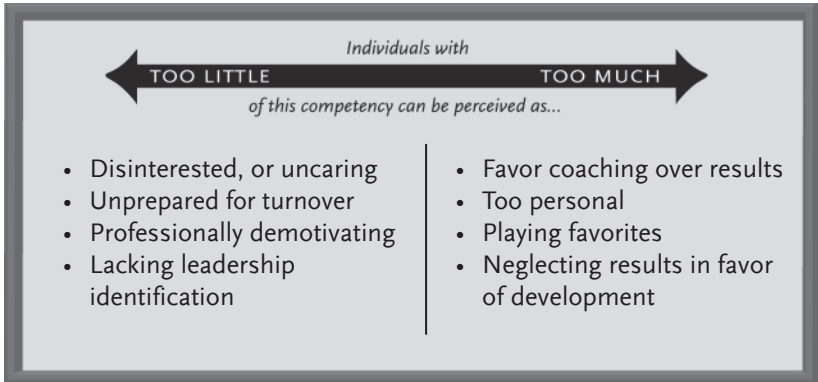 Individuals with
TOO LITTLE TOO MUCH
of this competency can be perceived as...
• Disinterested, or uncaring
• Unprepared for turnover
• Professionally demotivating
• Lacking leadership
identification
• Favor coaching over results
• Too personal
• Playing favorites
• Neglecting results in favor
of development